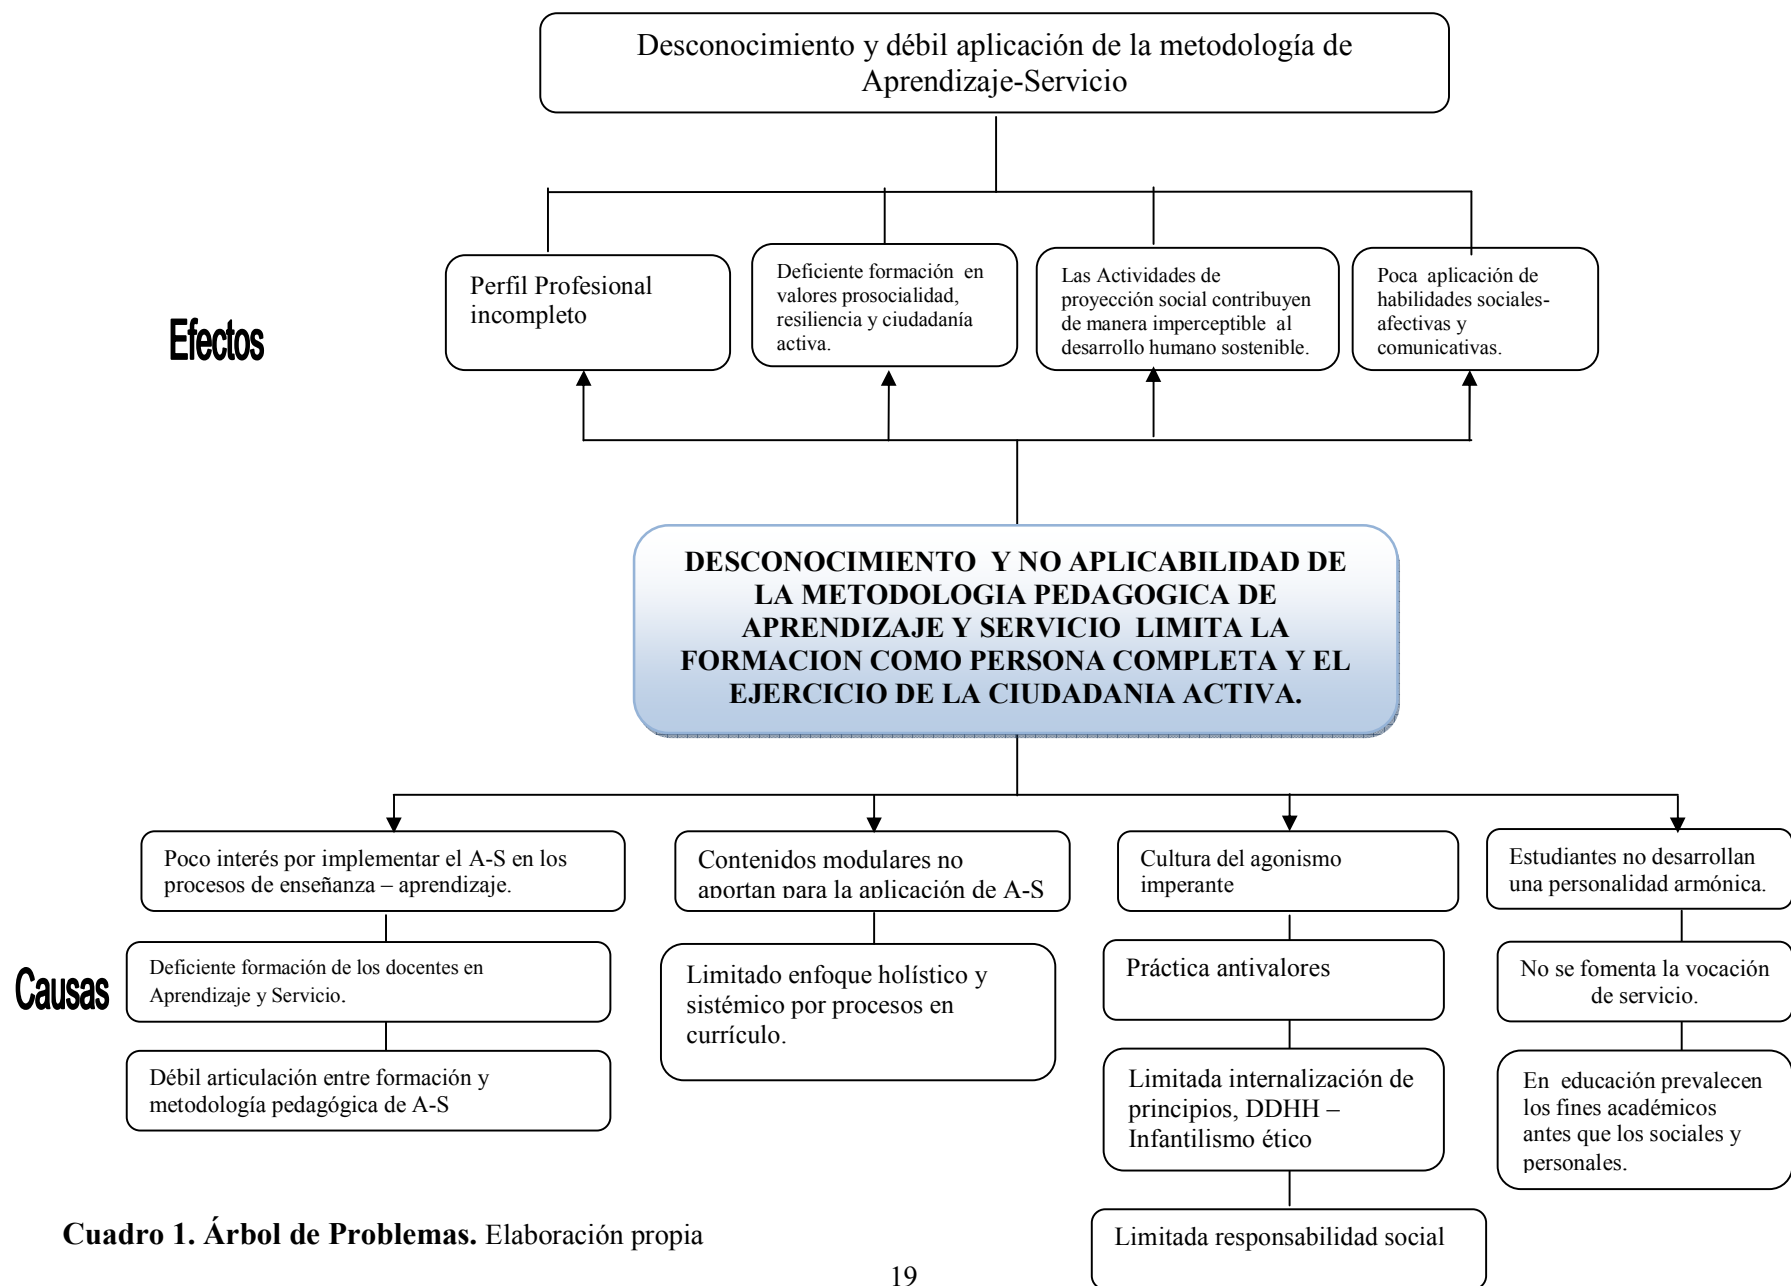 Desconocimiento y débil aplicación de la metodología de
Aprendizaje-Servicio
Efectos
Perfil Profesional
incompleto
Deficiente formación en
valores prosocialidad,
resiliencia y ciudadanía
activa.
Las Actividades de
proyección social contribuyen
de manera imperceptible al
desarrollo humano sostenible.
Poca aplicación de
habilidades sociales-
afectivas y
comunicativas.
DESCONOCIMIENTO Y NO APLICABILIDAD DE
LA METODOLOGIA PEDAGOGICA DE
APRENDIZAJE Y SERVICIO LIMITA LA
FORMACION COMO PERSONA COMPLETA Y EL
EJERCICIO DE LA CIUDADANIA ACTIVA.
Causas
Poco interés por implementar el A-S en los
procesos de enseñanza – aprendizaje.
Deficiente formación de los docentes en
Aprendizaje y Servicio.
Débil articulación entre formación y
metodología pedagógica de A-S
Contenidos modulares no
aportan para la aplicación de A-S
Limitado enfoque holístico y
sistémico por procesos en
currículo.
Cultura del agonismo
imperante
Práctica antivalores
Limitada internalización de
principios, DDHH –
Infantilismo ético
Limitada responsabilidad social
Estudiantes no desarrollan
una personalidad armónica.
No se fomenta la vocación
de servicio.
En educación prevalecen
los fines académicos
antes que los sociales y
personales.
Cuadro 1. Árbol de Problemas. Elaboración propia
19